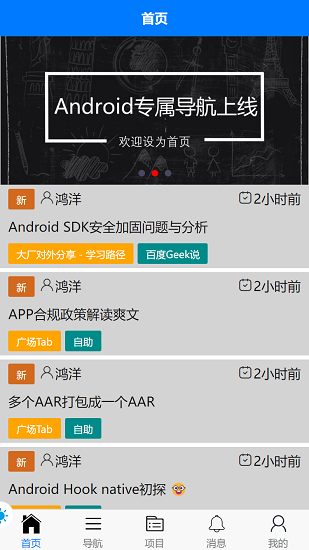 首页
Android专属导航上线
欢迎设为首页
新 鸿洋 2小时前
Android SDK安全加固问题与分析
大厂对外分享 - 学习路径 百度Geek说
新 鸿洋 2小时前
APP合规政策解读爽文
广场Tab 自助
新 鸿洋 2小时前
多个AAR打包成一个AAR
广场Tab 自助
新 鸿洋 2小时前
Android Hook native初探 🤓
广场Tab 自助
首页 导航 项目 消息 我的